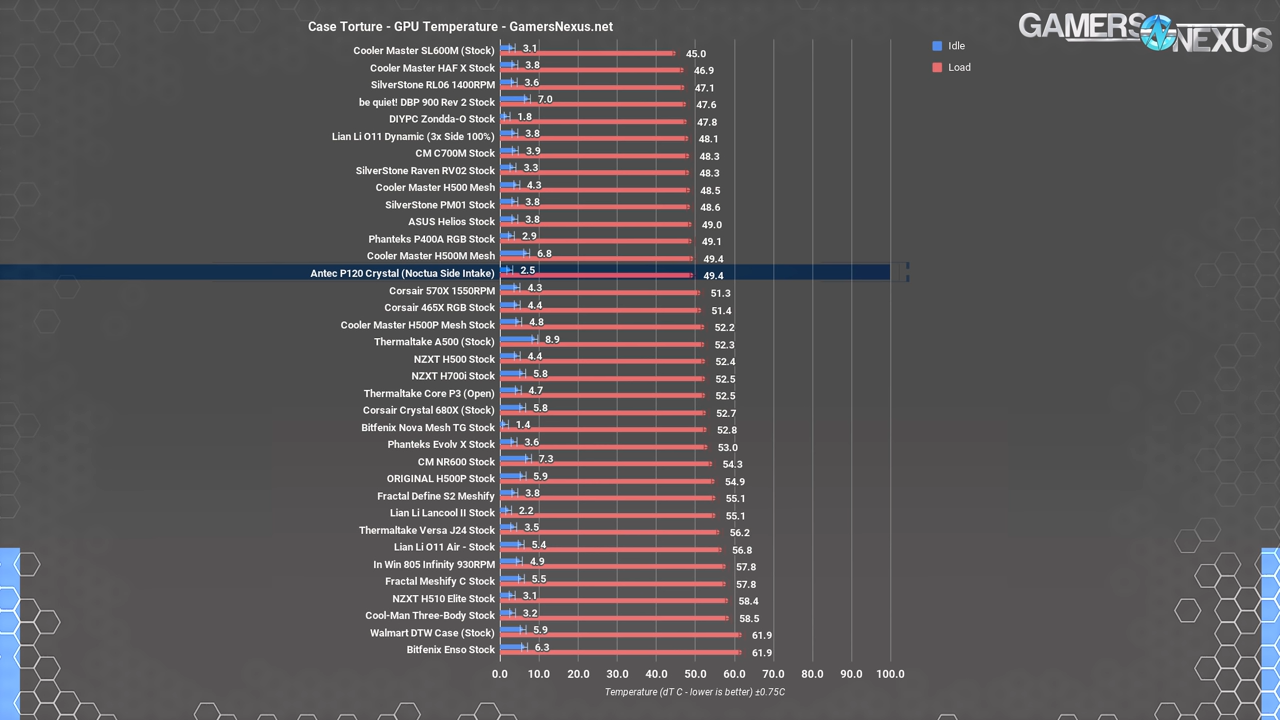 Case Torture - GPU Temperature - GamersNexus.net
GAMERS NEXUS
Idle
Load
Cooler Master SL600M (Stock) 3.1 45.0
Cooler Master HAF X Stock 3.8 46.9
SilverStone RL06 1400RPM 3.6 47.1
be quiet! DBP 900 Rev 2 Stock 7.0 47.6
DIYPC Zondda-O Stock 1.8 47.8
Lian Li O11 Dynamic (3x Side 100%) 3.8 48.1
CM C700M Stock 3.9 48.3
SilverStone Raven RV02 Stock 3.3 48.3
Cooler Master H500 Mesh 4.3 48.5
SilverStone PM01 Stock 3.8 48.6
ASUS Helios Stock 3.8 49.0
Phanteks P400A RGB Stock 2.9 49.1
Cooler Master H500M Mesh 6.8 49.4
Antec P120 Crystal (Noctua Side Intake) 2.5 49.4
Corsair 570X 1550RPM 4.3 51.3
Corsair 465X RGB Stock 4.4 51.4
Cooler Master H500P Mesh Stock 4.8 52.2
Thermaltake A500 (Stock) 8.9 52.3
NZXT H500 Stock 4.4 52.4
NZXT H700i Stock 5.8 52.5
Thermaltake Core P3 (Open) 4.7 52.5
Corsair Crystal 680X (Stock) 5.8 52.7
Bitfenix Nova Mesh TG Stock 1.4 52.8
Phanteks Evolv X Stock 3.6 53.0
CM NR600 Stock 7.3 54.3
ORIGINAL H500P Stock 5.9 54.9
Fractal Define S2 Meshify 3.8 55.1
Lian Li Lancool II Stock 2.2 55.1
Thermaltake Versa J24 Stock 3.5 56.2
Lian Li O11 Air - Stock 5.4 56.8
In Win 805 Infinity 930RPM 4.9 57.8
Fractal Meshify C Stock 5.5 57.8
NZXT H510 Elite Stock 3.1 58.4
Cool-Man Three-Body Stock 3.2 58.5
Walmart DTW Case (Stock) 5.9 61.9
Bitfenix Enso Stock 6.3 61.9
0.0 10.0 20.0 30.0 40.0 50.0 60.0 70.0 80.0 90.0 100.0
Temperature (dT C - lower is better) ±0.75C